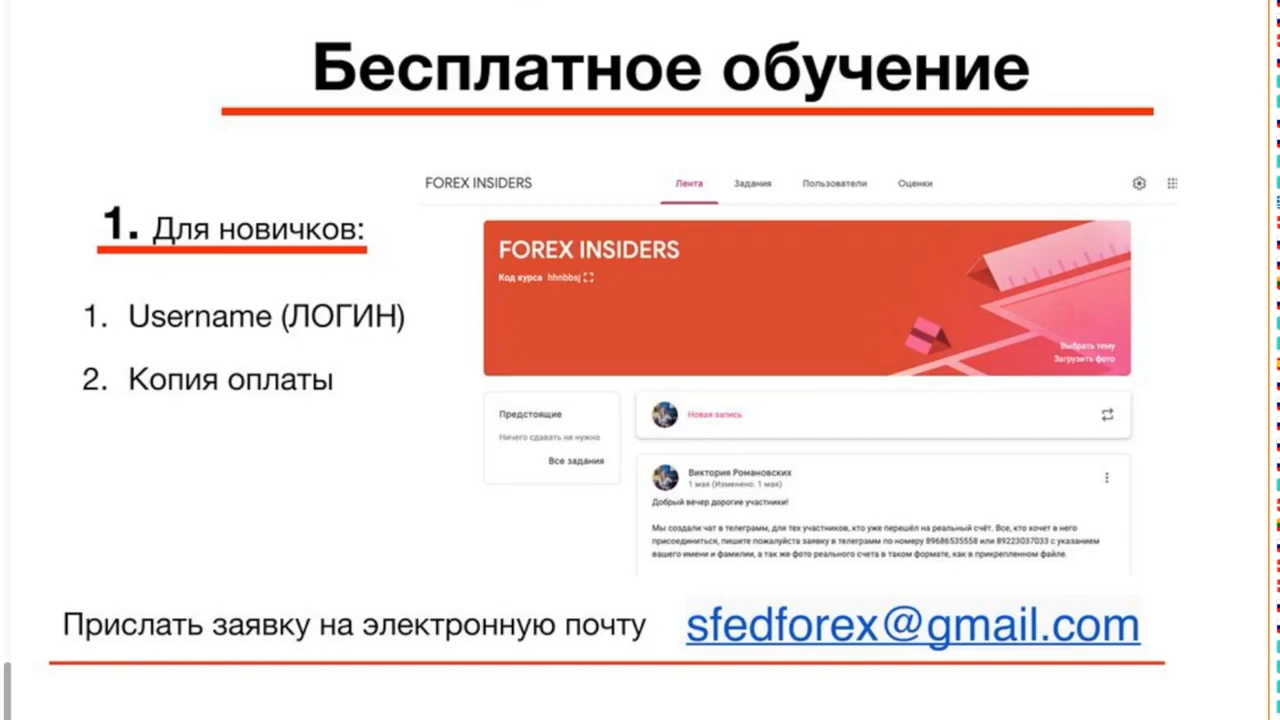 Бесплатное обучение
FOREX INSIDERS
Лента
Задания
Пользователи
Оценки
1. Для новичков:
1. Username (ЛОГИН)
2. Копия оплаты
FOREX INSIDERS
Код курса hhnbbsj
Выбрать тему
Загрузить фото
Предстоящие
Ничего сдавать не нужно
Все задания
Новая запись
Виктория Романовских
1 мая (Изменено: 1 мая)
Добрый вечер дорогие участники!
Мы создали чат в телеграмм, для тех участников, кто уже перешёл на реальный счёт. Все, кто хочет в него
присоединиться, пишите пожалуйста заявку в телеграмм по номеру 89686535558 или 89223037033 с указанием
вашего имени и фамилии, а так же фото реального счета в таком формате, как в прикрепленном файле.
Прислать заявку на электронную почту sfedforex@gmail.com